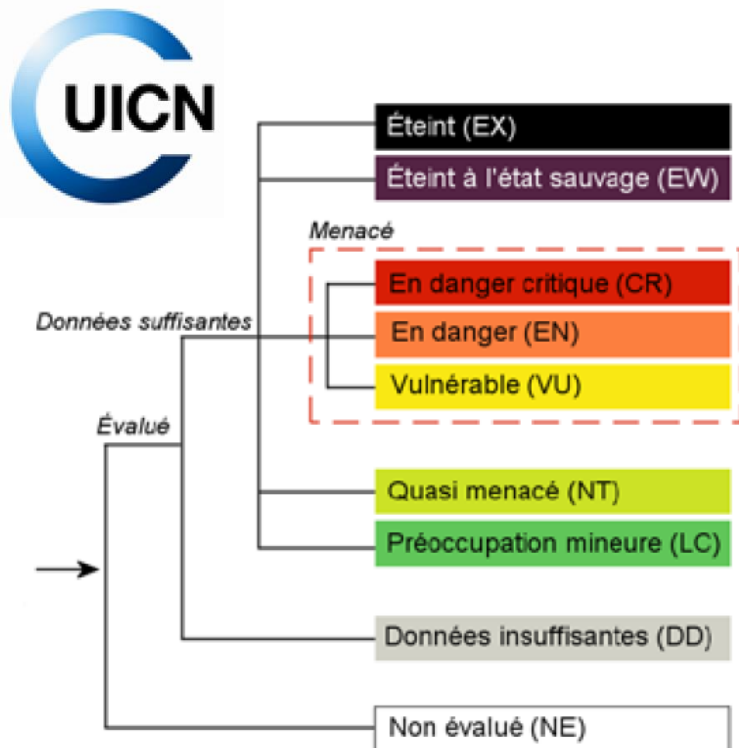 UICN
Éteint (EX)
Éteint à l'état sauvage (EW)
Menacé
En danger critique (CR)
Données suffisantes
En danger (EN)
Vulnérable (VU)
Évalué
Quasi menacé (NT)
Préoccupation mineure (LC)
Données insuffisantes (DD)
Non évalué (NE)